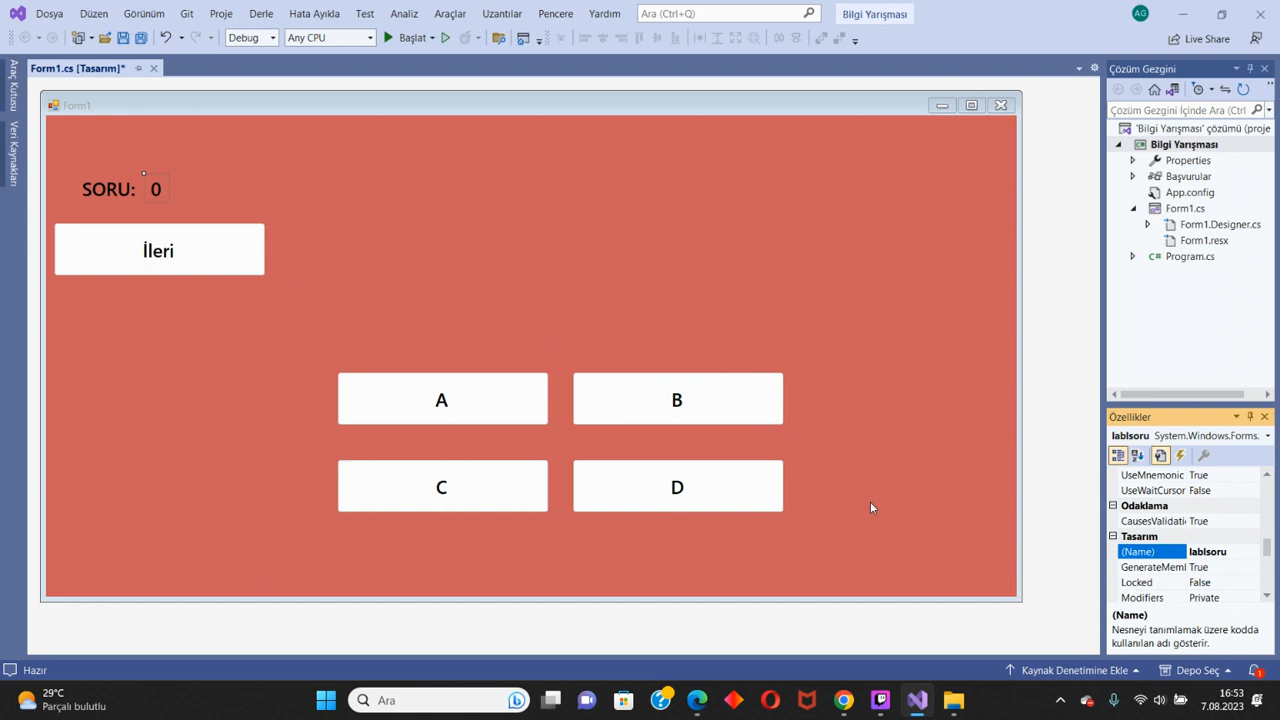 Dosya Düzen Görünüm Git Proje Derle Hata Ayıkla Test Analiz Araçlar Uzantılar Pencere Yardım Ara (Ctrl+Q) Bilgi Yarışması AG
Debug Any CPU Başlat Live Share
Form1.cs [Tasarım]*
Araç Kutusu
Veri Kaynakları
Form1
SORU: 0
İleri
A B
C D
Çözüm Gezgini
Çözüm Gezgini İçinde Ara (Ctrl
'Bilgi Yarışması' çözümü (proje
Bilgi Yarışması
Properties
Başvurular
App.config
Form1.cs
Form1.Designer.cs
Form1.resx
C# Program.cs
Özellikler
lablsoru System.Windows.Forms.
UseMnemonic True
UseWaitCursor False
Odaklama
CausesValidati True
Tasarım
(Name) lablsoru
GenerateMeml True
Locked False
Modifiers Private
(Name)
Nesneyi tanımlamak üzere kodda
kullanılan adı gösterir.
Hazır Kaynak Denetimine Ekle Depo Seç 1
29°C
Parçalı bulutlu
Ara
16:53
7.08.2023